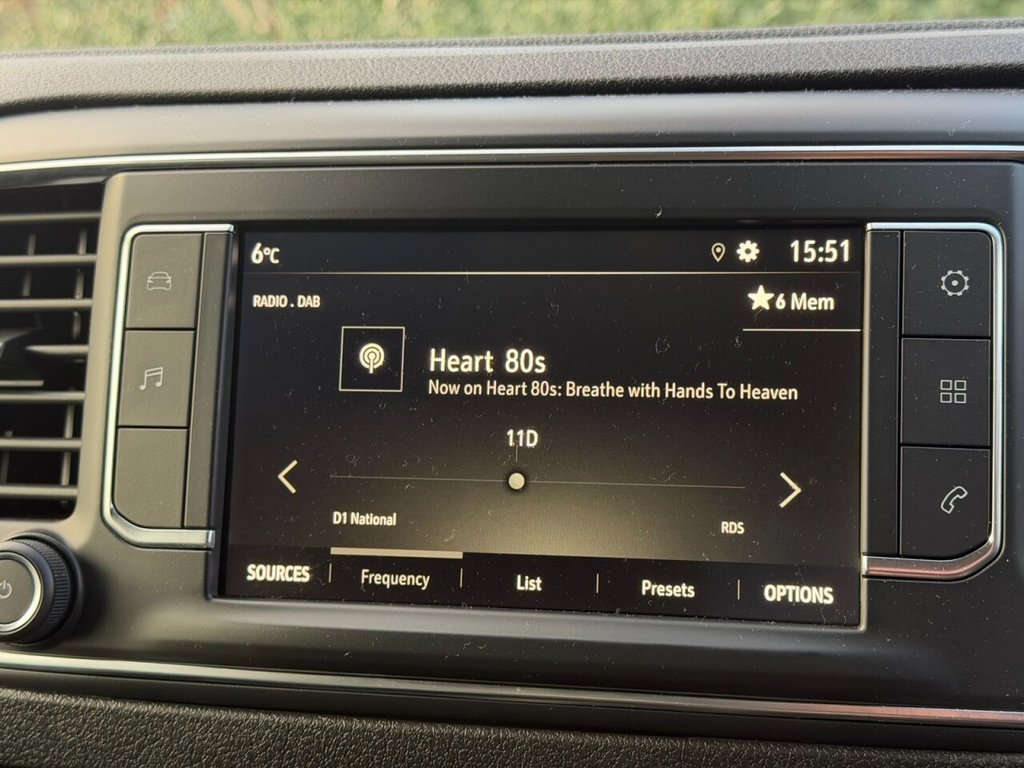 6°C 15:51
RADIO . DAB 6 Mem
Heart 80s
Now on Heart 80s: Breathe with Hands To Heaven
11D
D1 National RDS
SOURCES Frequency List Presets OPTIONS